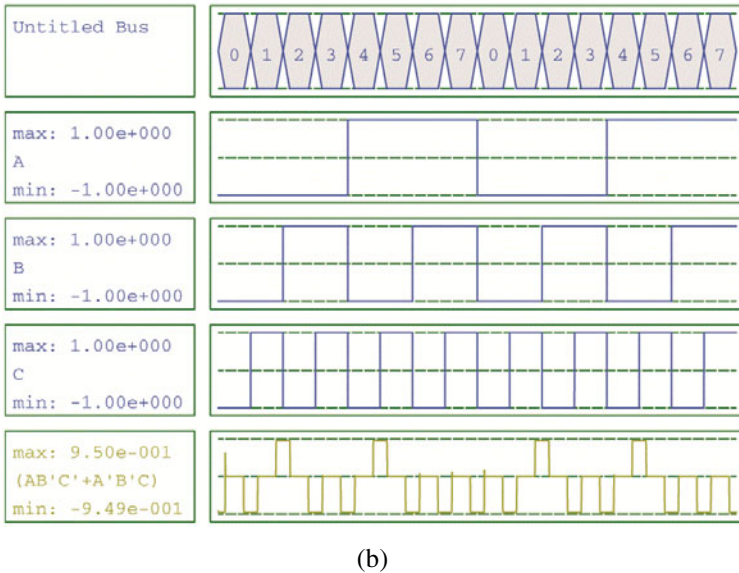 Untitled Bus
0 1 2 3 4 5 6 7 0 1 2 3 4 5 6 7
max: 1.00e+000
A
min: -1.00e+000
max: 1.00e+000
B
min: -1.00e+000
max: 1.00e+000
C
min: -1.00e+000
max: 9.50e-001
(AB'C'+A'B'C)
min: -9.49e-001
(b)